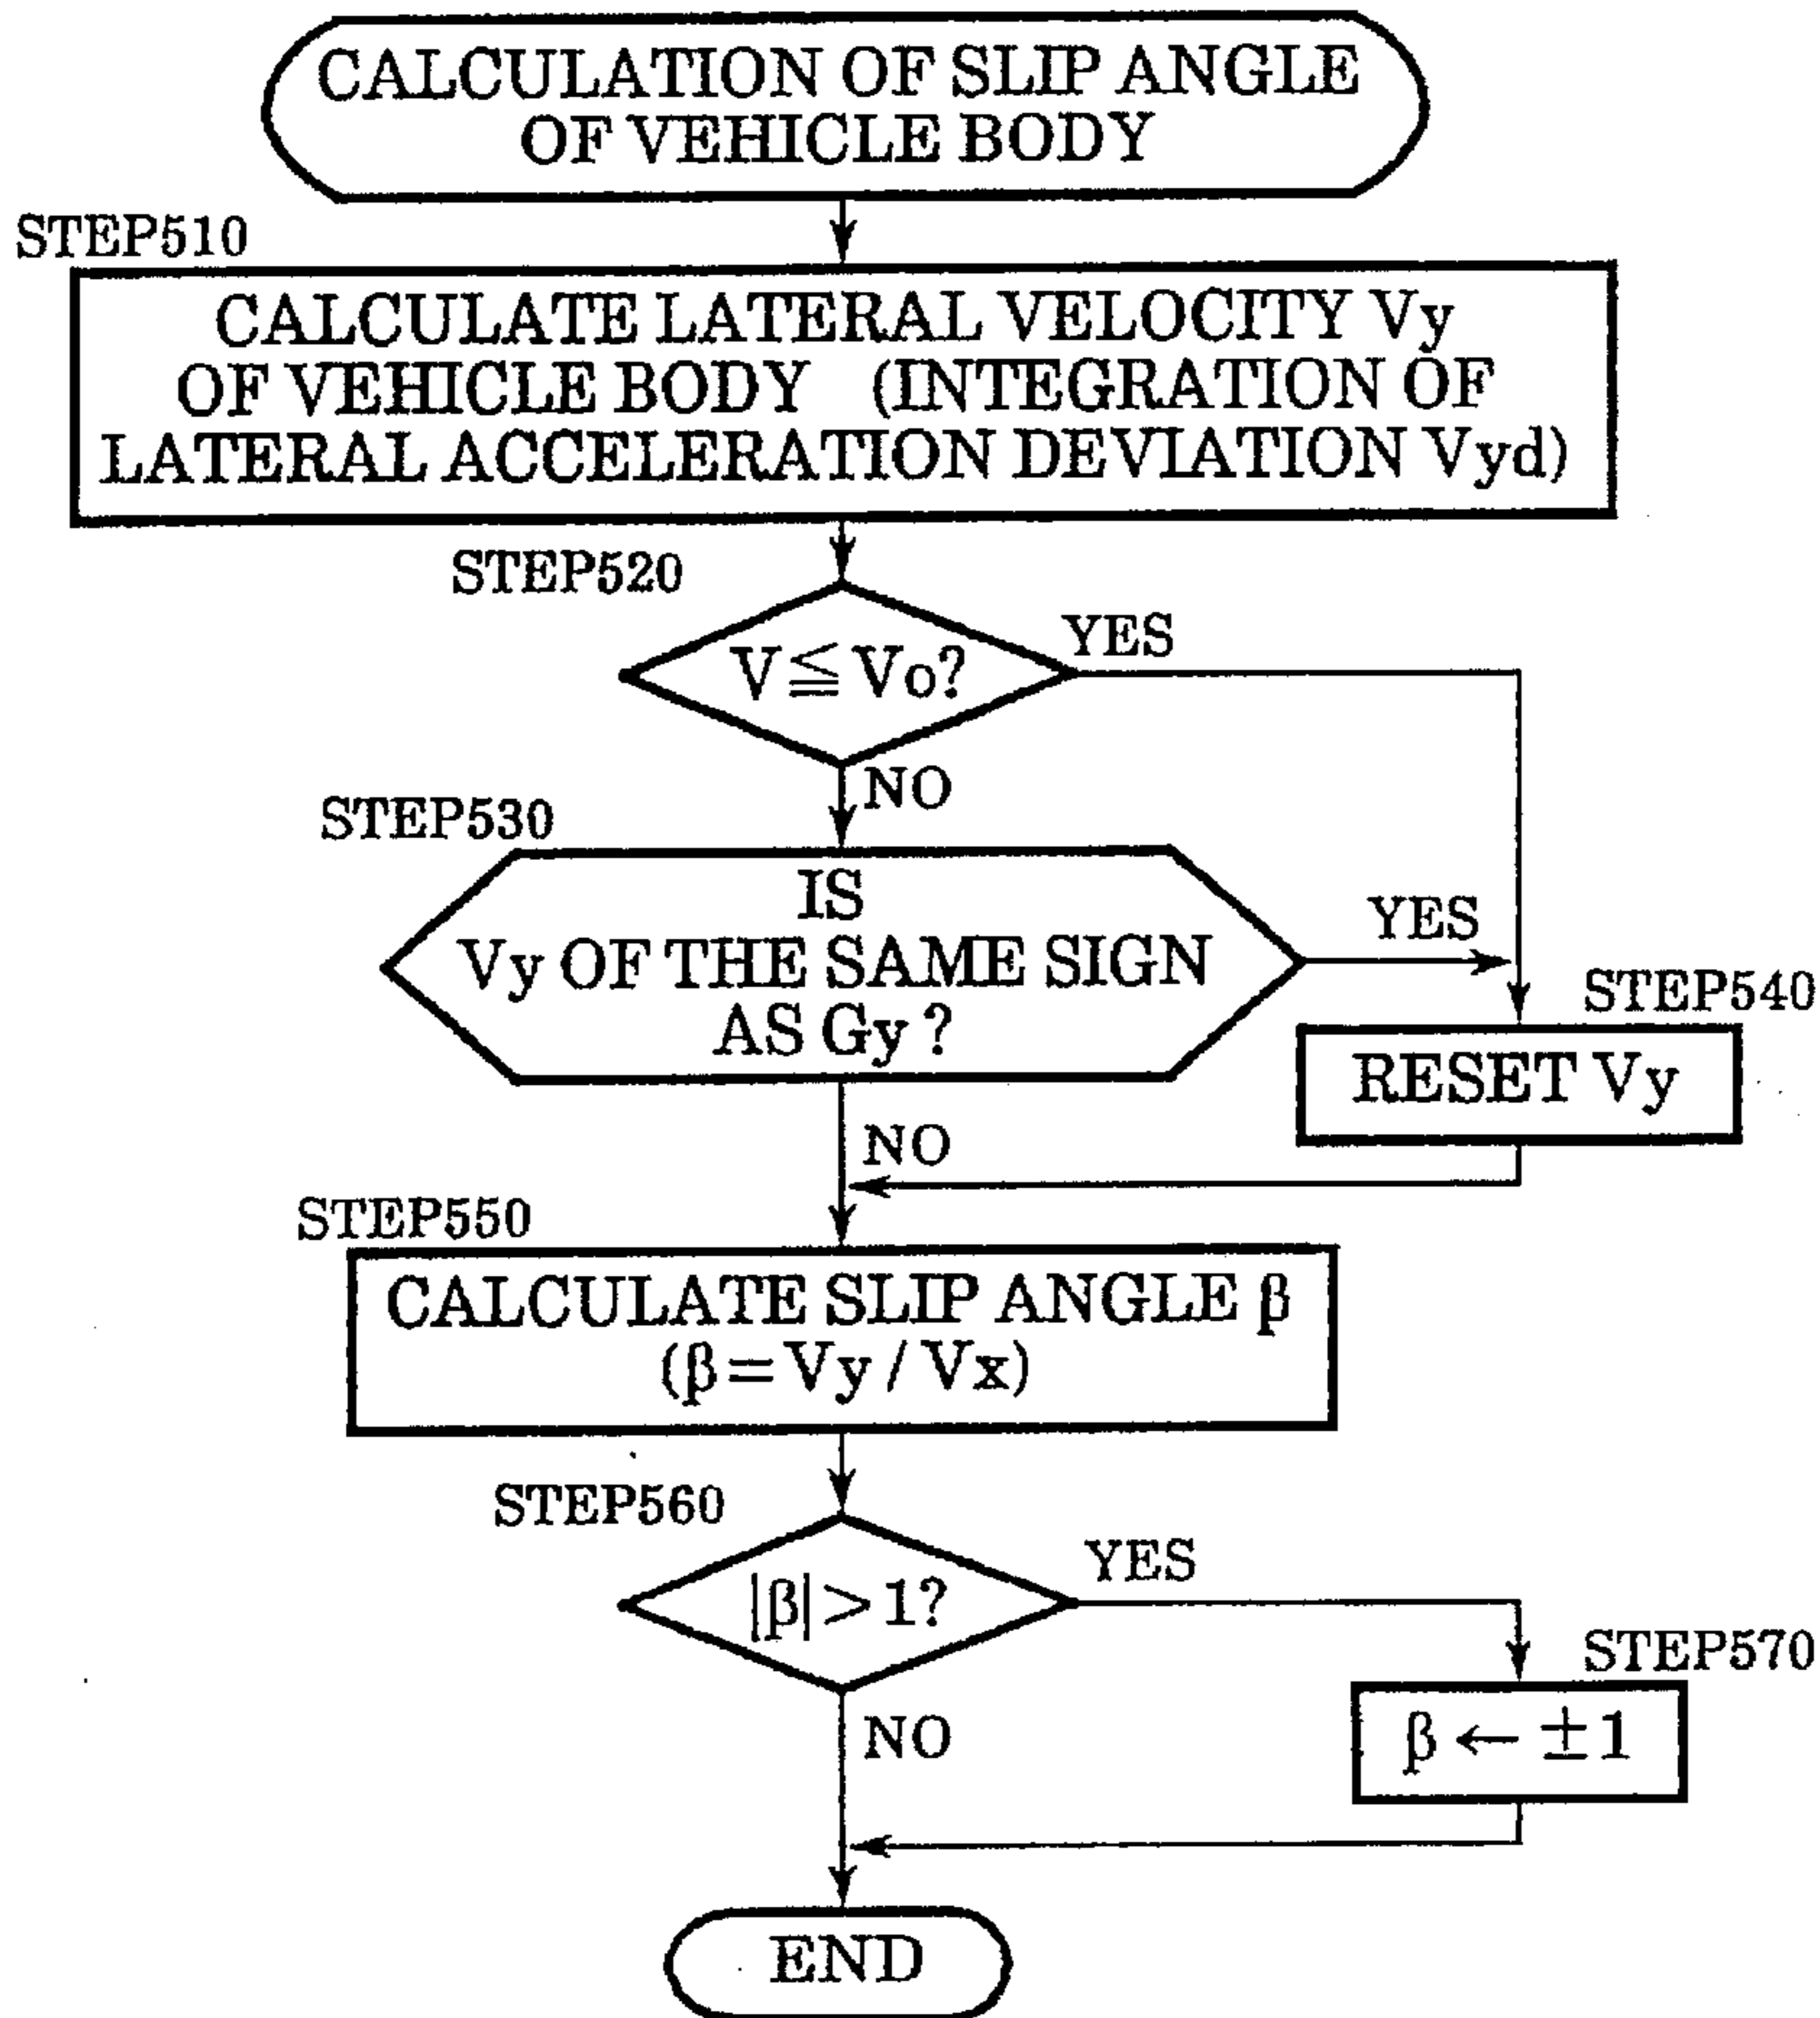 CALCULATION OF SLIP ANGLE
OF VEHICLE BODY
STEP510
CALCULATE LATERAL VELOCITY Vy
OF VEHICLE BODY (INTEGRATION OF
LATERAL ACCELERATION DEVIATION Vyd)
STEP520
V≦Vo?
YES
NO
STEP530
IS
Vy OF THE SAME SIGN
AS Gy ?
YES
STEP540
RESET Vy
NO
STEP550
CALCULATE SLIP ANGLE β
(β=Vy / Vx)
STEP560
|β|>1?
YES
STEP570
β ← ±1
NO
END